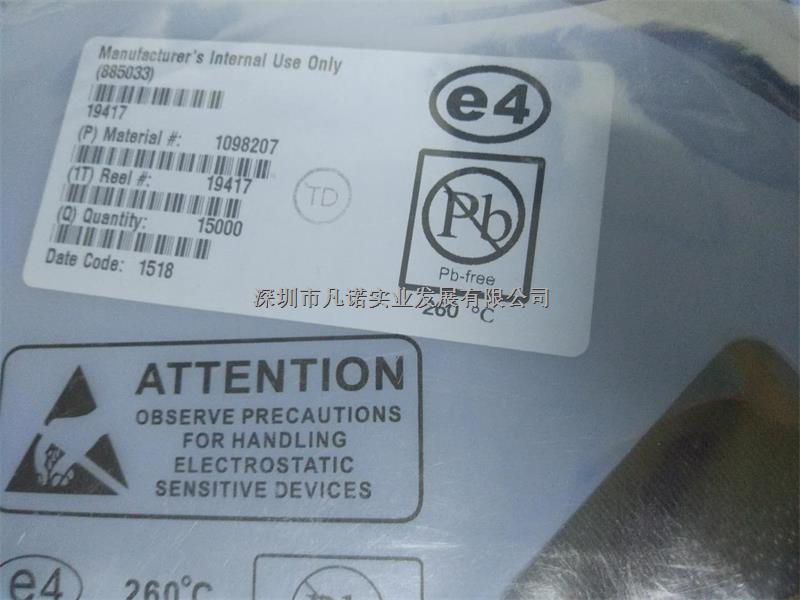 Manufacturer's Internal Use Only
(885033)
19417
(P) Material #: 1098207
(1T) Reel #: 19417
(Q) Quantity: 15000
Date Code: 1518
TD
e4
Pb
Pb-free
260 °C
深圳市凡诺实业发展有限公司
ATTENTION
OBSERVE PRECAUTIONS
FOR HANDLING
ELECTROSTATIC
SENSITIVE DEVICES
e4 260°C